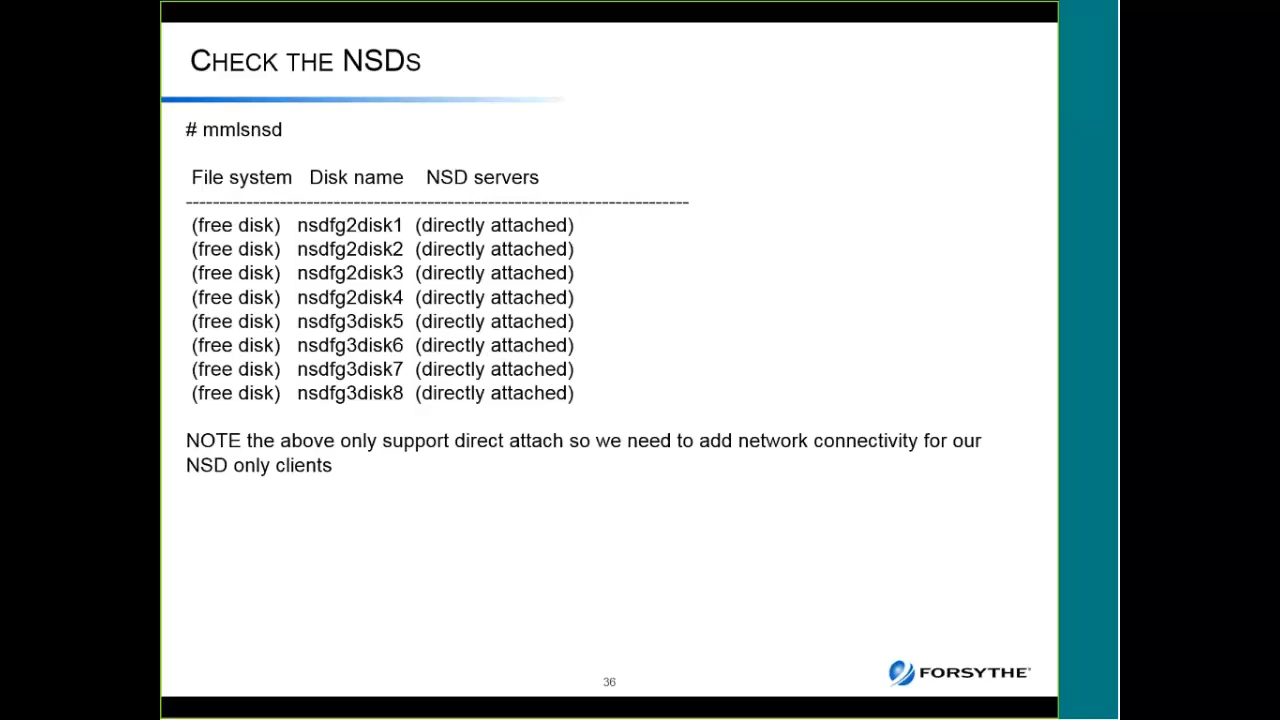 CHECK THE NSDS
# mmlsnsd
File system Disk name NSD servers
---------------------------------------------------------------------------
(free disk) nsdfg2disk1 (directly attached)
(free disk) nsdfg2disk2 (directly attached)
(free disk) nsdfg2disk3 (directly attached)
(free disk) nsdfg2disk4 (directly attached)
(free disk) nsdfg3disk5 (directly attached)
(free disk) nsdfg3disk6 (directly attached)
(free disk) nsdfg3disk7 (directly attached)
(free disk) nsdfg3disk8 (directly attached)
NOTE the above only support direct attach so we need to add network connectivity for our
NSD only clients
36
FORSYTHE